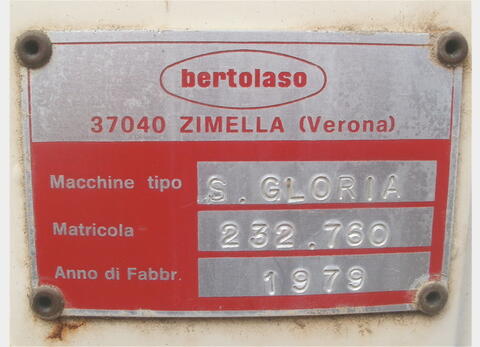 bertolaso
37040 ZIMELLA (Verona)
Macchine tipo S. GLORIA
Matricola 232.760
Anno di Fabbr. 1979